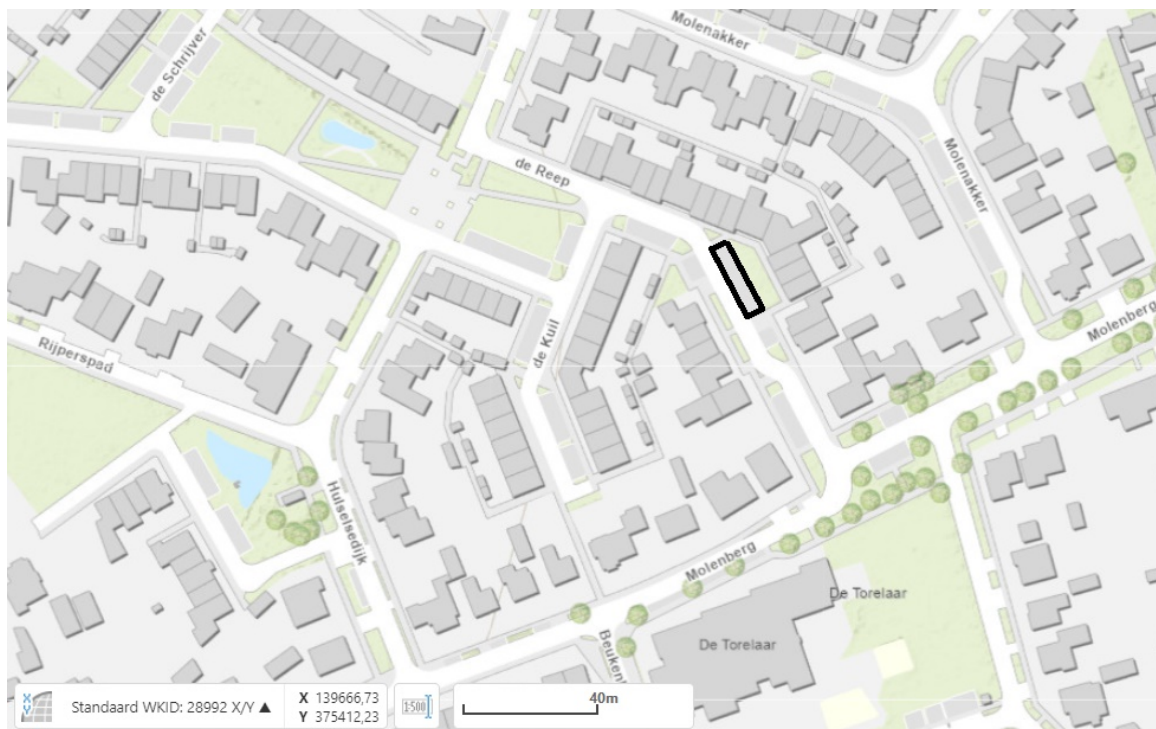 Molenakker
de Schrijver
de Reep
Molenakker
de Kuil
Molenberg
Rijperspad
Hulselsedijk
Molenberg
De Torelaar
De Torelaar
Beukent
Standaard WKID: 28992 X/Y ▲
X 139666,73
Y 375412,23
1:500
40m